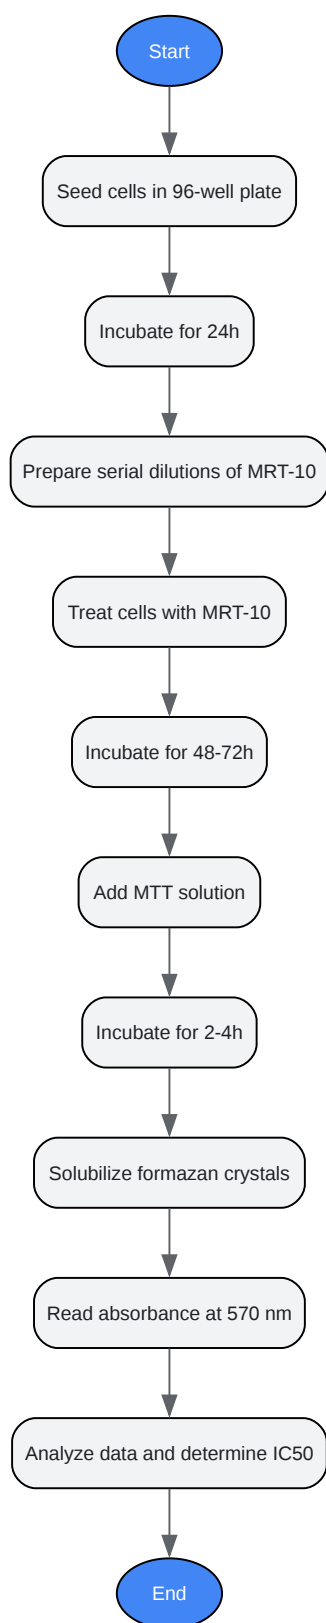 Start
Seed cells in 96-well plate
Incubate for 24h
Prepare serial dilutions of MRT-10
Treat cells with MRT-10
Incubate for 48-72h
Add MTT solution
Incubate for 2-4h
Solubilize formazan crystals
Read absorbance at 570 nm
Analyze data and determine IC50
End